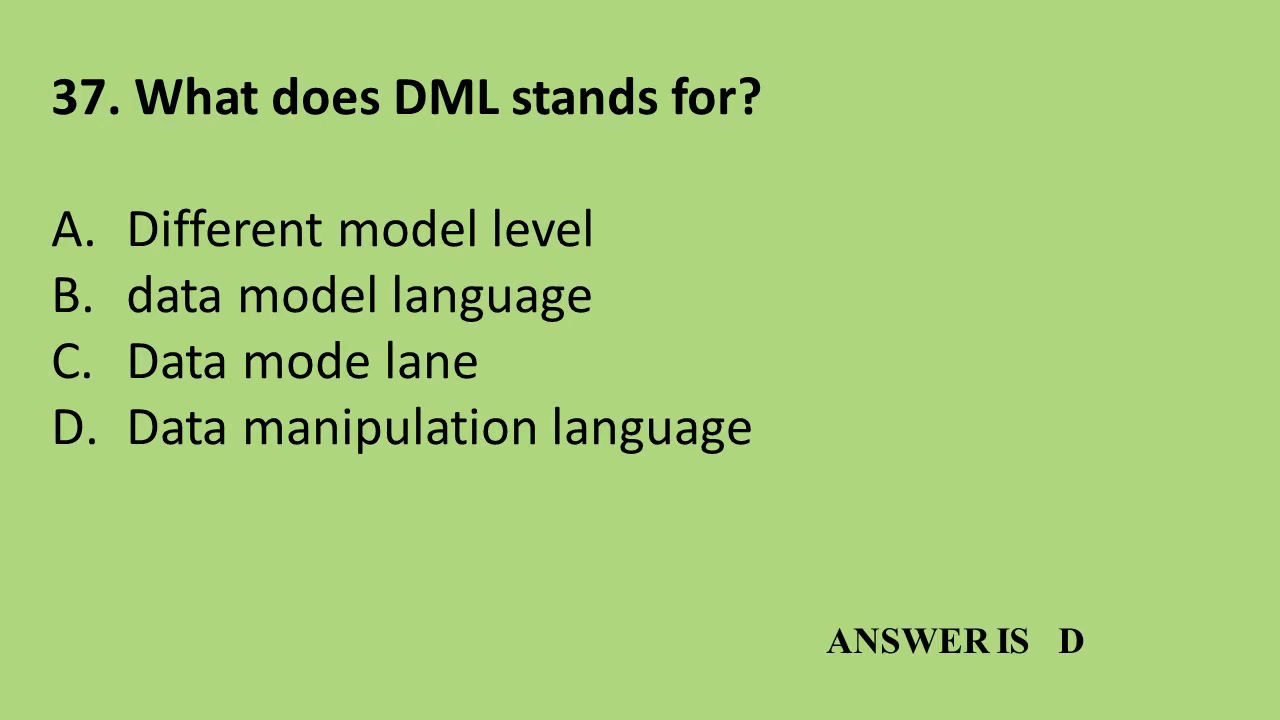 37. What does DML stands for?
A. Different model level
B. data model language
C. Data mode lane
D. Data manipulation language
ANSWER IS D